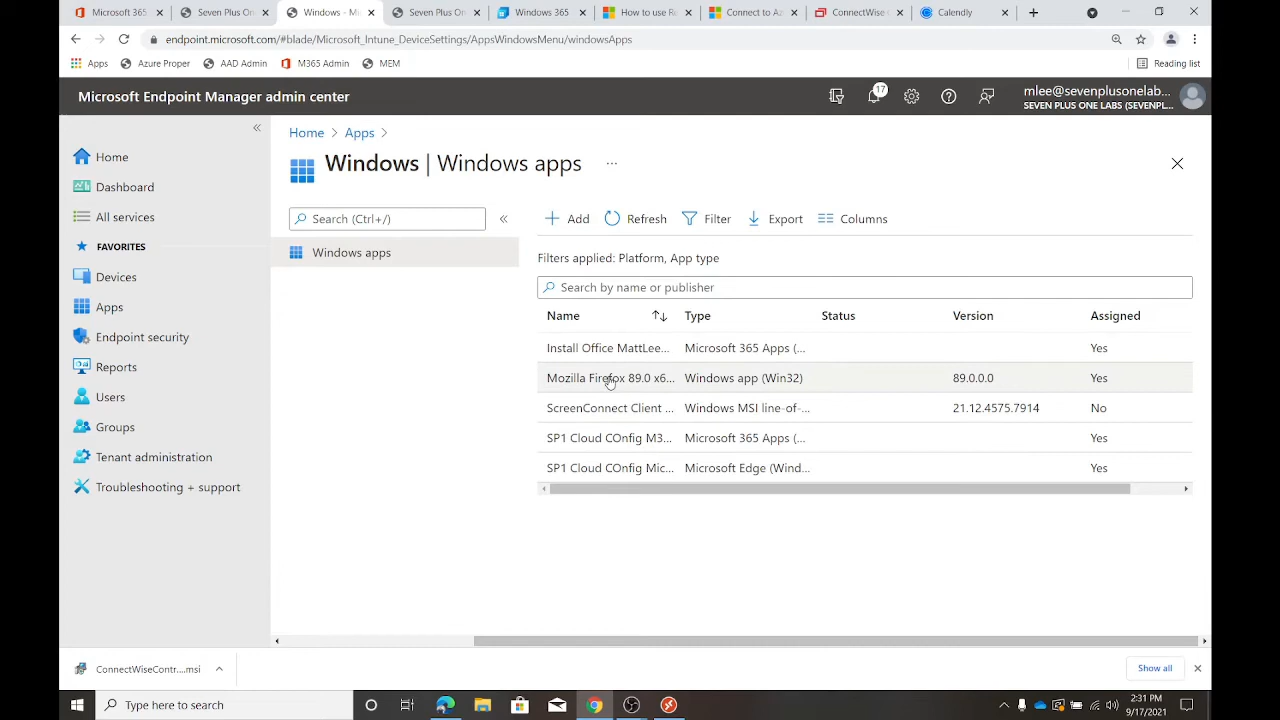 Microsoft 365
Seven Plus On
Windows - Mi
Seven Plus On
Windows 365
How to use Re
Connect to Az
ConnectWise C
Calendly
endpoint.microsoft.com/#blade/Microsoft_Intune_DeviceSettings/AppsWindowsMenu/windowsApps
Apps
Azure Proper
AAD Admin
M365 Admin
MEM
Reading list
Microsoft Endpoint Manager admin center
17
mlee@sevenplusonelab...
SEVEN PLUS ONE LABS (SEVENPL...
Home
Dashboard
All services
FAVORITES
Devices
Apps
Endpoint security
Reports
Users
Groups
Tenant administration
Troubleshooting + support
Home > Apps >
Windows | Windows apps ...
Search (Ctrl+/)
Windows apps
Add Refresh Filter Export Columns
Filters applied: Platform, App type
Search by name or publisher
Name Type Status Version Assigned
Install Office MattLee... Microsoft 365 Apps (... Yes
Mozilla Firefox 89.0 x6... Windows app (Win32) 89.0.0.0 Yes
ScreenConnect Client ... Windows MSI line-of-... 21.12.4575.7914 No
SP1 Cloud COnfig M3... Microsoft 365 Apps (... Yes
SP1 Cloud COnfig Mic... Microsoft Edge (Wind... Yes
ConnectWiseContr....msi
Show all
Type here to search
2:31 PM
9/17/2021